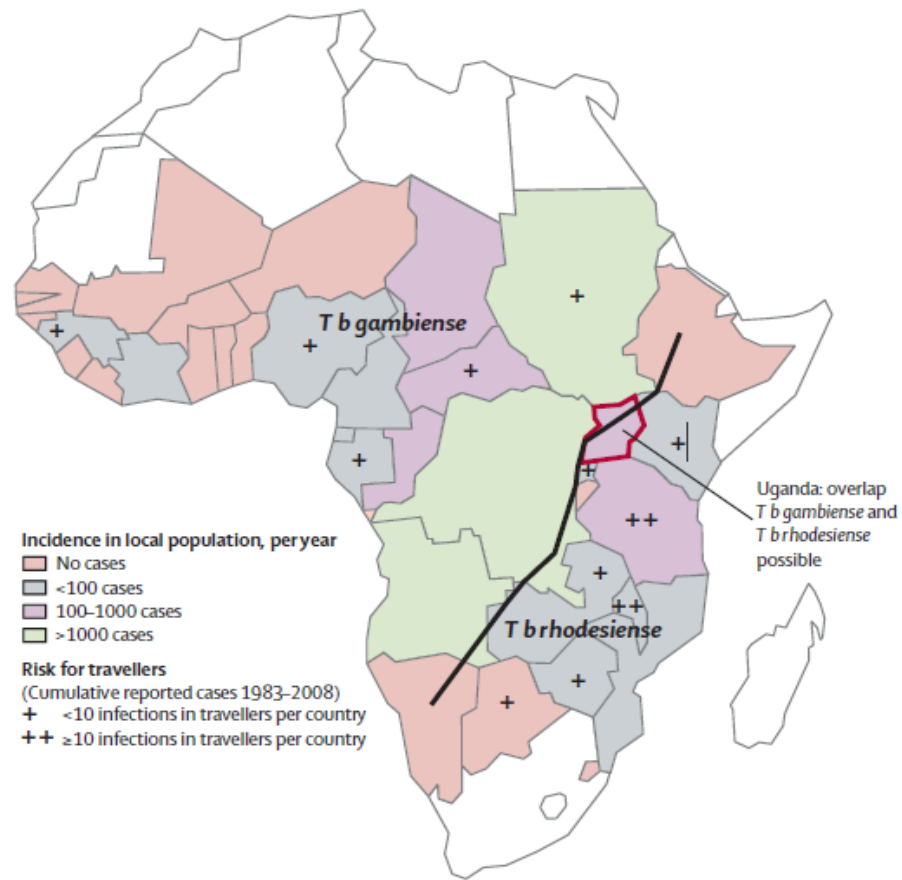 T b gambiense
+
+
+
+
+
+
+
++
Uganda: overlap
T b gambiense and
T b rhodesiense
possible
+
++
T b rhodesiense
+
+
Incidence in local population, per year
No cases
<100 cases
100–1000 cases
>1000 cases
Risk for travellers
(Cumulative reported cases 1983–2008)
+ <10 infections in travellers per country
++ ≥10 infections in travellers per country